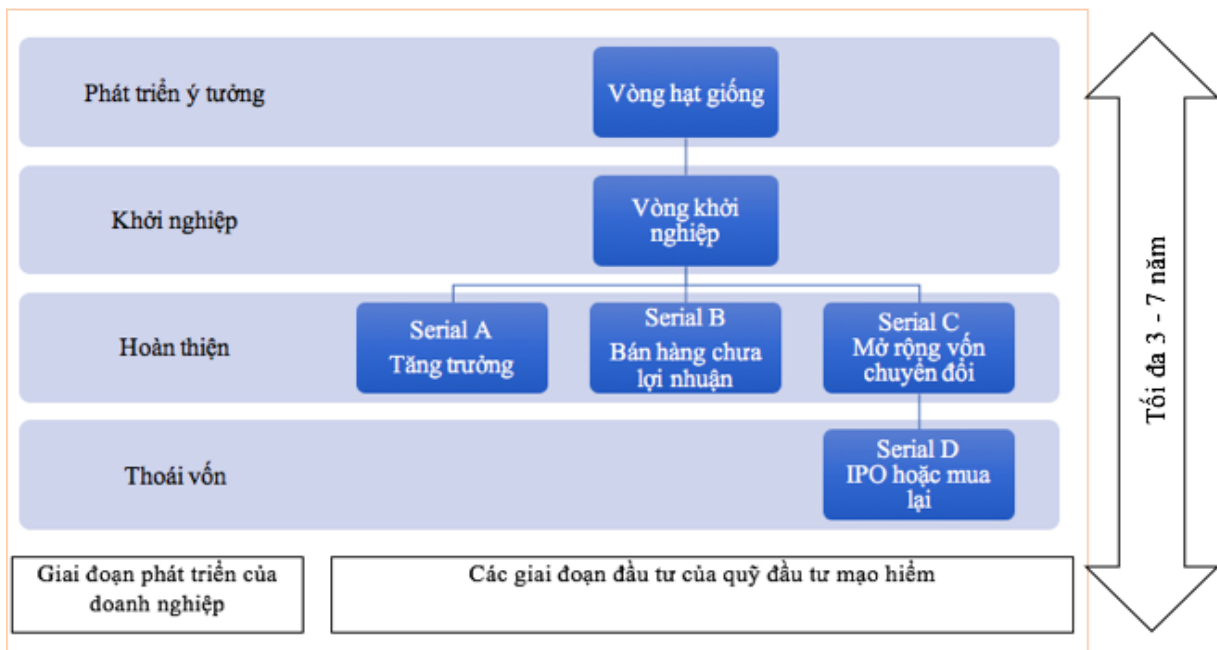 Phát triển ý tưởng
Vòng hạt giống
Khởi nghiệp
Vòng khởi
nghiệp
Hoàn thiện
Serial A
Tăng trưởng
Serial B
Bán hàng chưa
lợi nhuận
Serial C
Mở rộng vốn
chuyển đổi
Thoái vốn
Serial D
IPO hoặc mua
lại
Giai đoạn phát triển của
doanh nghiệp
Các giai đoạn đầu tư của quỹ đầu tư mạo hiểm
Tối đa 3 - 7 năm